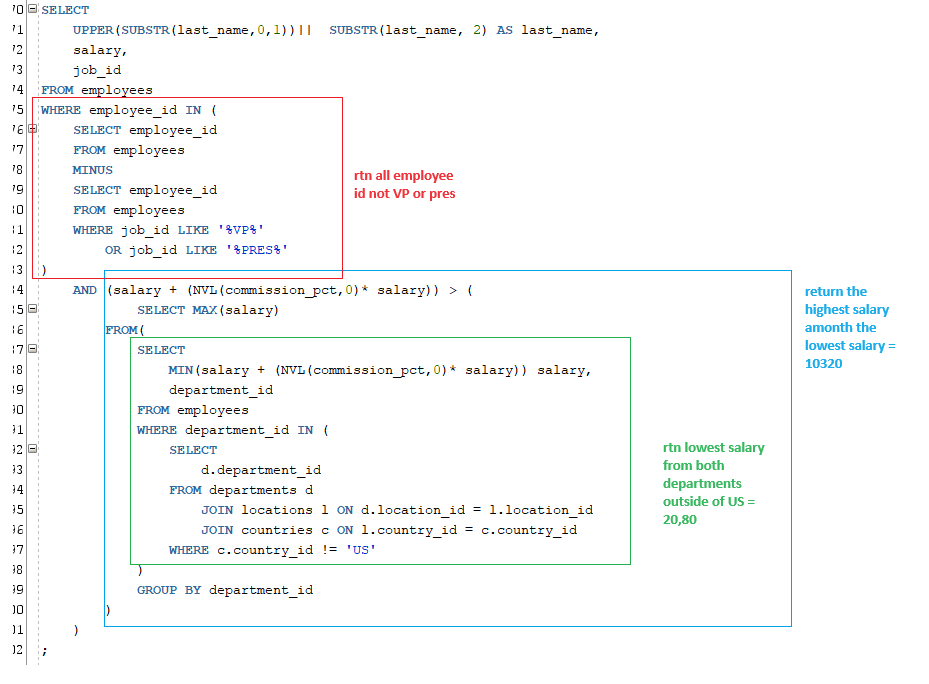 70 SELECT
71 UPPER(SUBSTR(last_name,0,1))|| SUBSTR(last_name, 2) AS last_name,
72 salary,
73 job_id
74 FROM employees
75 WHERE employee_id IN (
76 SELECT employee_id
77 FROM employees
78 MINUS
79 SELECT employee_id
80 FROM employees
81 WHERE job_id LIKE '%VP%'
82 OR job_id LIKE '%PRES%'
83 )
rtn all employee
id not VP or pres
84 AND (salary + (NVL(commission_pct,0)* salary)) > (
85 SELECT MAX(salary)
86 FROM(
87 SELECT
88 MIN(salary + (NVL(commission_pct,0)* salary)) salary,
89 department_id
90 FROM employees
91 WHERE department_id IN (
92 SELECT
93 d.department_id
94 FROM departments d
95 JOIN locations l ON d.location_id = l.location_id
96 JOIN countries c ON l.country_id = c.country_id
97 WHERE c.country_id != 'US'
98 )
99 GROUP BY department_id
00 )
01 )
02 ;
return the
highest salary
amonth the
lowest salary =
10320
rtn lowest salary
from both
departments
outside of US =
20,80